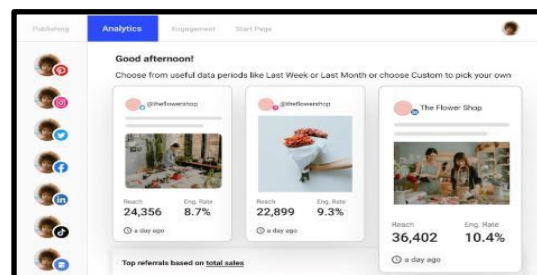 Publishing Analytics Engagement Start Page
Good afternoon!
Choose from useful data periods like Last Week or Last Month or choose Custom to pick your own
@theflowershop
@theflowershop
The Flower Shop
Reach Eng. Rate
24,356 8.7%
a day ago
Reach Eng. Rate
22,899 9.3%
a day ago
Reach Eng. Rate
36,402 10.4%
a day ago
Top referrals based on total sales